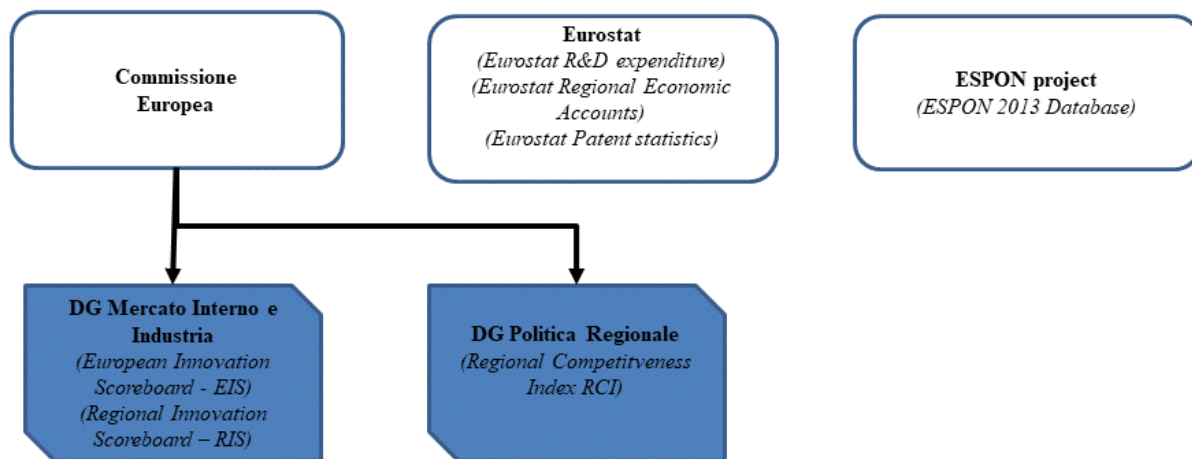 Commissione
Europea
Eurostat
(Eurostat R&D expenditure)
(Eurostat Regional Economic
Accounts)
(Eurostat Patent statistics)
ESPON project
(ESPON 2013 Database)
DG Mercato Interno e
Industria
(European Innovation
Scoreboard - EIS)
(Regional Innovation
Scoreboard – RIS)
DG Politica Regionale
(Regional Competitveness
Index RCI)